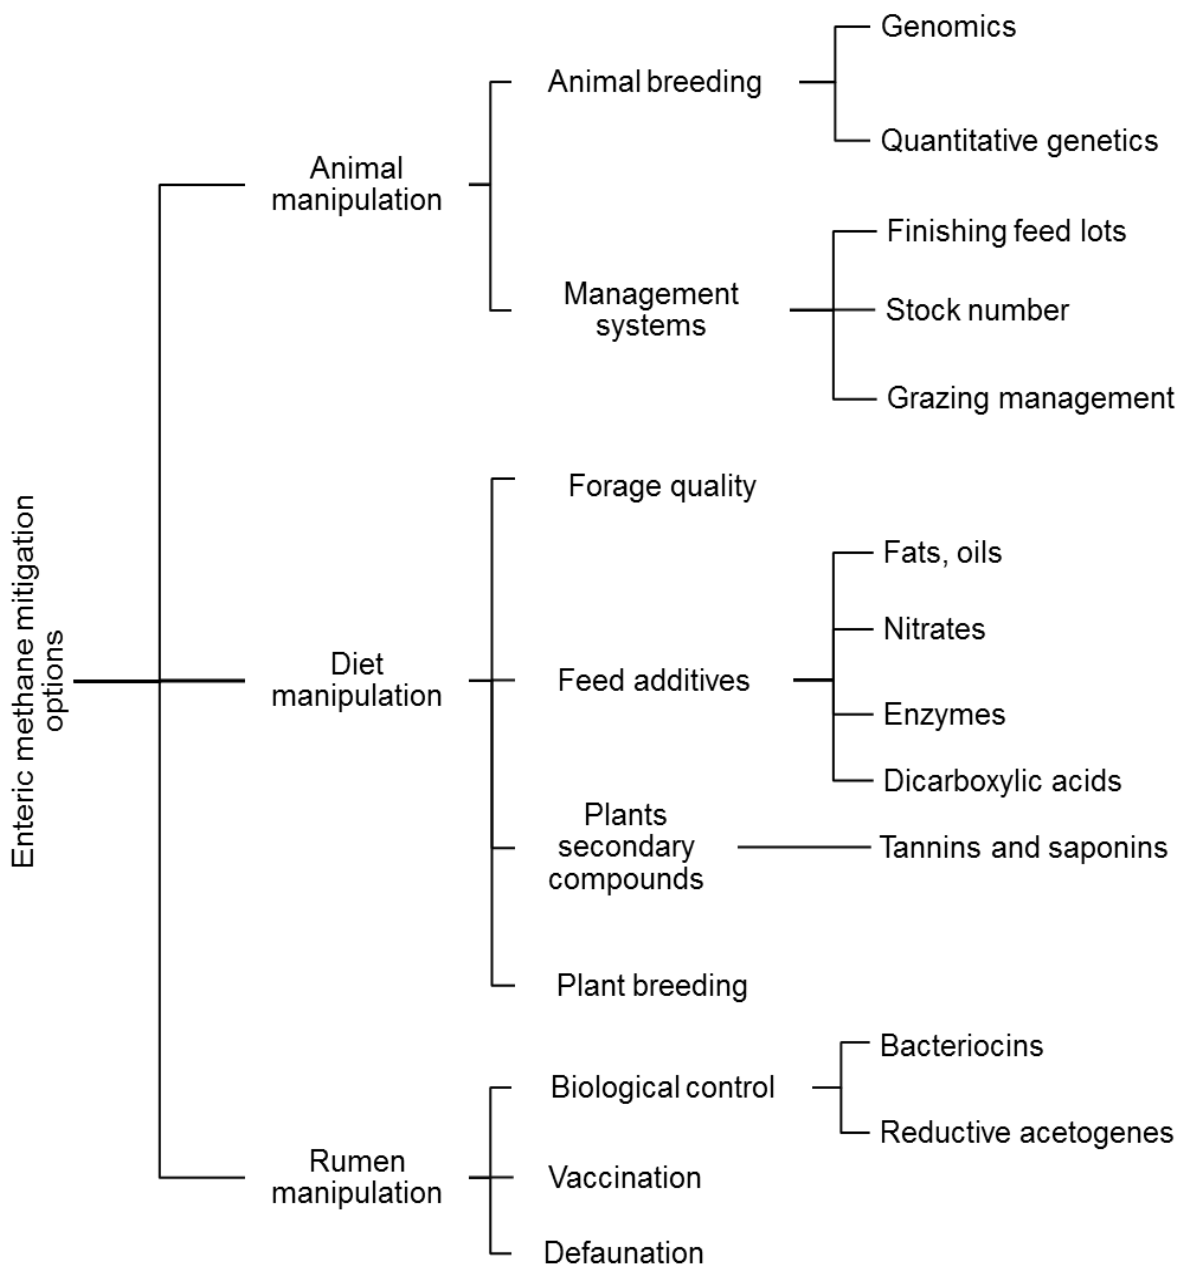 Enteric methane mitigation
options
Animal
manipulation
Animal breeding
Genomics
Quantitative genetics
Management
systems
Finishing feed lots
Stock number
Grazing management
Diet
manipulation
Forage quality
Feed additives
Fats, oils
Nitrates
Enzymes
Dicarboxylic acids
Plants
secondary
compounds
Tannins and saponins
Plant breeding
Rumen
manipulation
Biological control
Bacteriocins
Reductive acetogenes
Vaccination
Defaunation